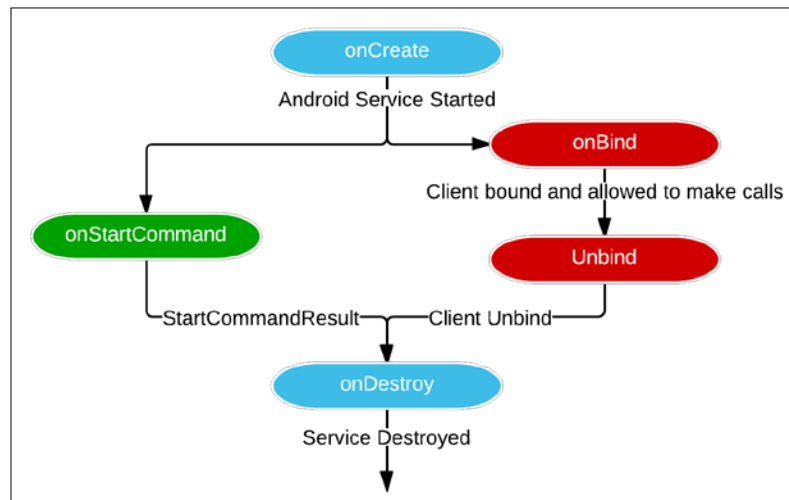 onCreate
Android Service Started
onBind
Client bound and allowed to make calls
onStartCommand
Unbind
StartCommandResult
Client Unbind
onDestroy
Service Destroyed